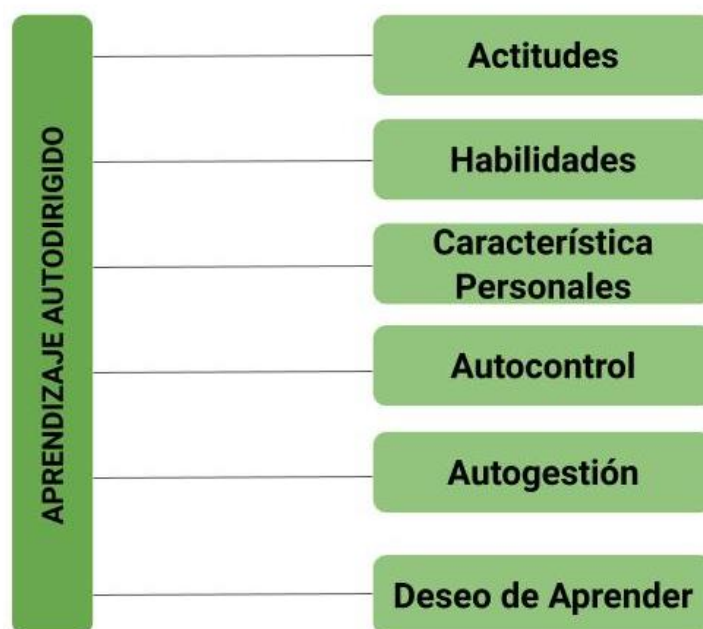 APRENDIZAJE AUTODIRIGIDO
Actitudes
Habilidades
Característica
Personales
Autocontrol
Autogestión
Deseo de Aprender